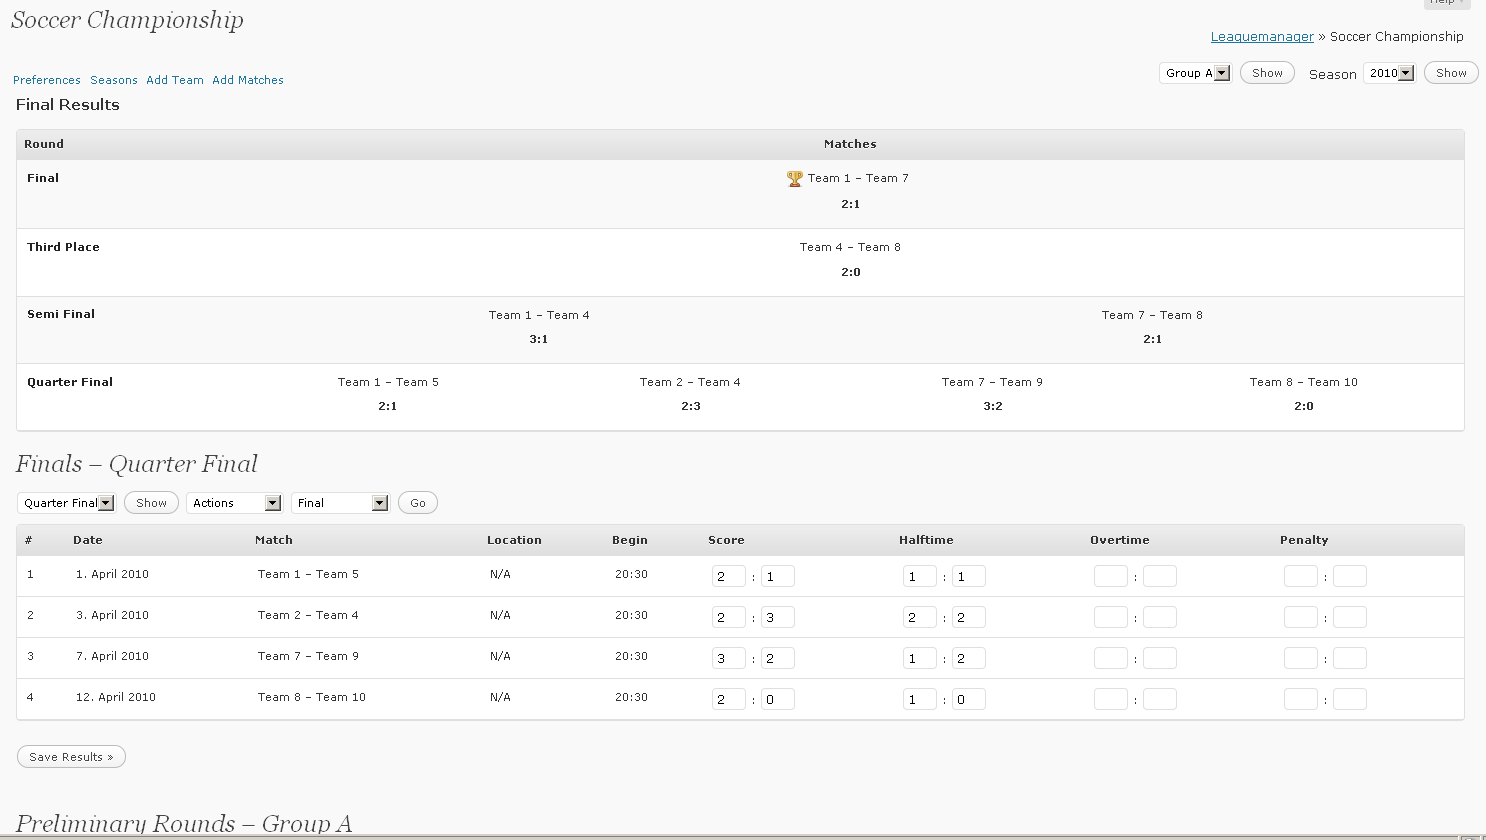 Soccer Championship
Help
Leaguemanager » Soccer Championship
Preferences Seasons Add Team Add Matches
Group A Show Season 2010 Show
Final Results
Round Matches
Final Team 1 – Team 7
2:1
Third Place Team 4 – Team 8
2:0
Semi Final Team 1 – Team 4 Team 7 – Team 8
3:1 2:1
Quarter Final Team 1 – Team 5 Team 2 – Team 4 Team 7 – Team 9 Team 8 – Team 10
2:1 2:3 3:2 2:0
Finals – Quarter Final
Quarter Final Show Actions Final Go
# Date Match Location Begin Score Halftime Overtime Penalty
1 1. April 2010 Team 1 – Team 5 N/A 20:30 2 : 1 1 : 1 : :
2 3. April 2010 Team 2 – Team 4 N/A 20:30 2 : 3 2 : 2 : :
3 7. April 2010 Team 7 – Team 9 N/A 20:30 3 : 2 1 : 2 : :
4 12. April 2010 Team 8 – Team 10 N/A 20:30 2 : 0 1 : 0 : :
Save Results »
Preliminary Rounds – Group A